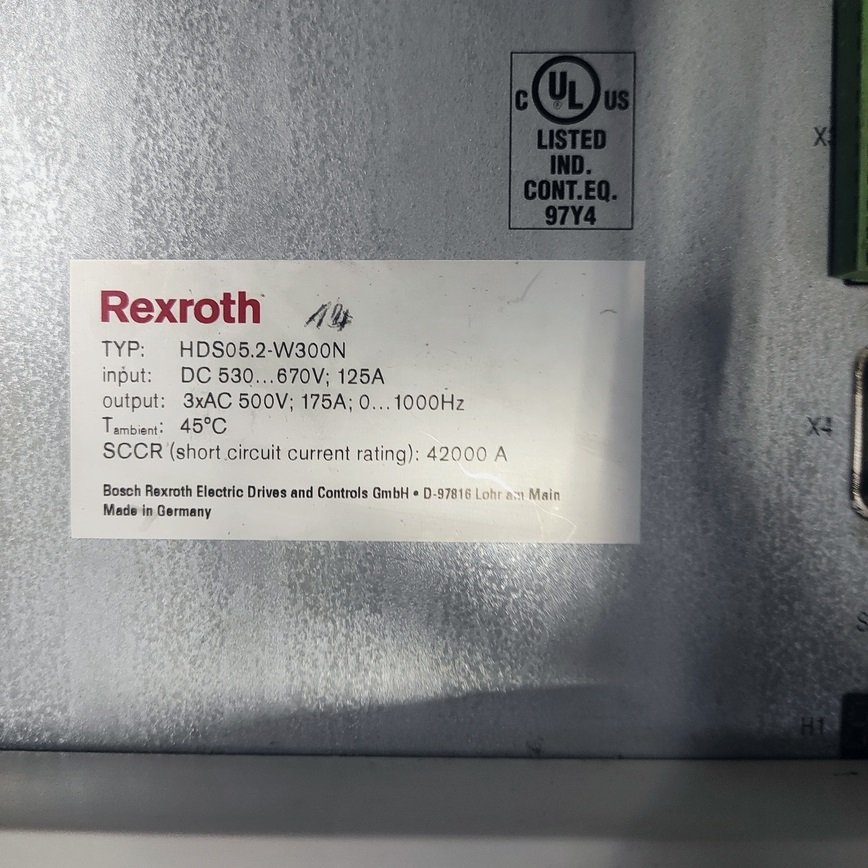 C UL US
LISTED
IND.
CONT.EQ.
97Y4
Rexroth
TYP: HDS05.2-W300N
input: DC 530...670V; 125A
output: 3xAC 500V; 175A; 0...1000Hz
Tambient: 45°C
SCCR (short circuit current rating): 42000 A
Bosch Rexroth Electric Drives and Controls GmbH • D-97816 Lohr am Main
Made in Germany
X4
H1